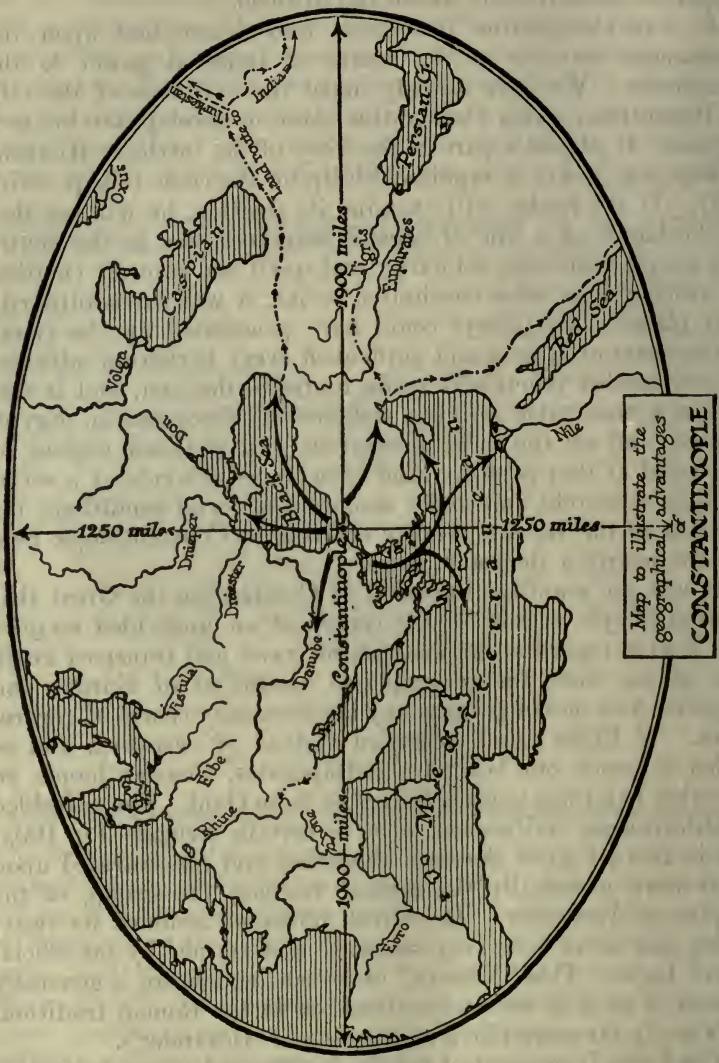 India
Turkestan
Land route to
Persian G.
Oxus
Caspian
Tigris
Euphrates
1900 miles
Volga
Red Sea
Don
Black Sea
Nile
1250 miles
1250 miles
Dnieper
Dniester
Constantinople
Danube
Vistula
Elbe
Rhine
Rhone
Mediterranean
1900 miles
Ebro
Map to illustrate the
geographical advantages
of
CONSTANTINOPLE